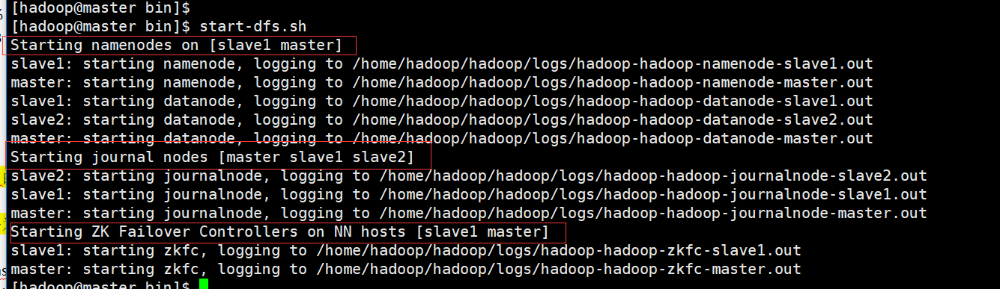 [hadoop@master bin]$
[hadoop@master bin]$ start-dfs.sh
Starting namenodes on [slave1 master]
slave1: starting namenode, logging to /home/hadoop/hadoop/logs/hadoop-hadoop-namenode-slave1.out
master: starting namenode, logging to /home/hadoop/hadoop/logs/hadoop-hadoop-namenode-master.out
slave1: starting datanode, logging to /home/hadoop/hadoop/logs/hadoop-hadoop-datanode-slave1.out
slave2: starting datanode, logging to /home/hadoop/hadoop/logs/hadoop-hadoop-datanode-slave2.out
master: starting datanode, logging to /home/hadoop/hadoop/logs/hadoop-hadoop-datanode-master.out
Starting journal nodes [master slave1 slave2]
slave2: starting journalnode, logging to /home/hadoop/hadoop/logs/hadoop-hadoop-journalnode-slave2.out
slave1: starting journalnode, logging to /home/hadoop/hadoop/logs/hadoop-hadoop-journalnode-slave1.out
master: starting journalnode, logging to /home/hadoop/hadoop/logs/hadoop-hadoop-journalnode-master.out
Starting ZK Failover Controllers on NN hosts [slave1 master]
slave1: starting zkfc, logging to /home/hadoop/hadoop/logs/hadoop-hadoop-zkfc-slave1.out
master: starting zkfc, logging to /home/hadoop/hadoop/logs/hadoop-hadoop-zkfc-master.out
[hadoop@master bin]$